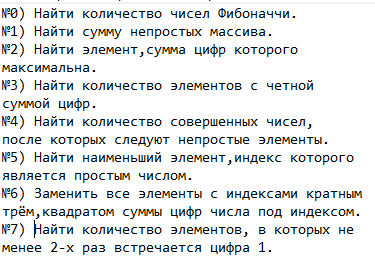 №0) Найти количество чисел Фибоначчи.
№1) Найти сумму непростых массива.
№2) Найти элемент,сумма цифр которого
максимальна.
№3) Найти количество элементов с четной
суммой цифр.
№4) Найти количество совершенных чисел,
после которых следуют непростые элементы.
№5) Найти наименьший элемент,индекс которого
является простым числом.
№6) Заменить все элементы с индексами кратным
трём,квадратом суммы цифр числа под индексом.
№7) Найти количество элементов, в которых не
менее 2-х раз встречается цифра 1.